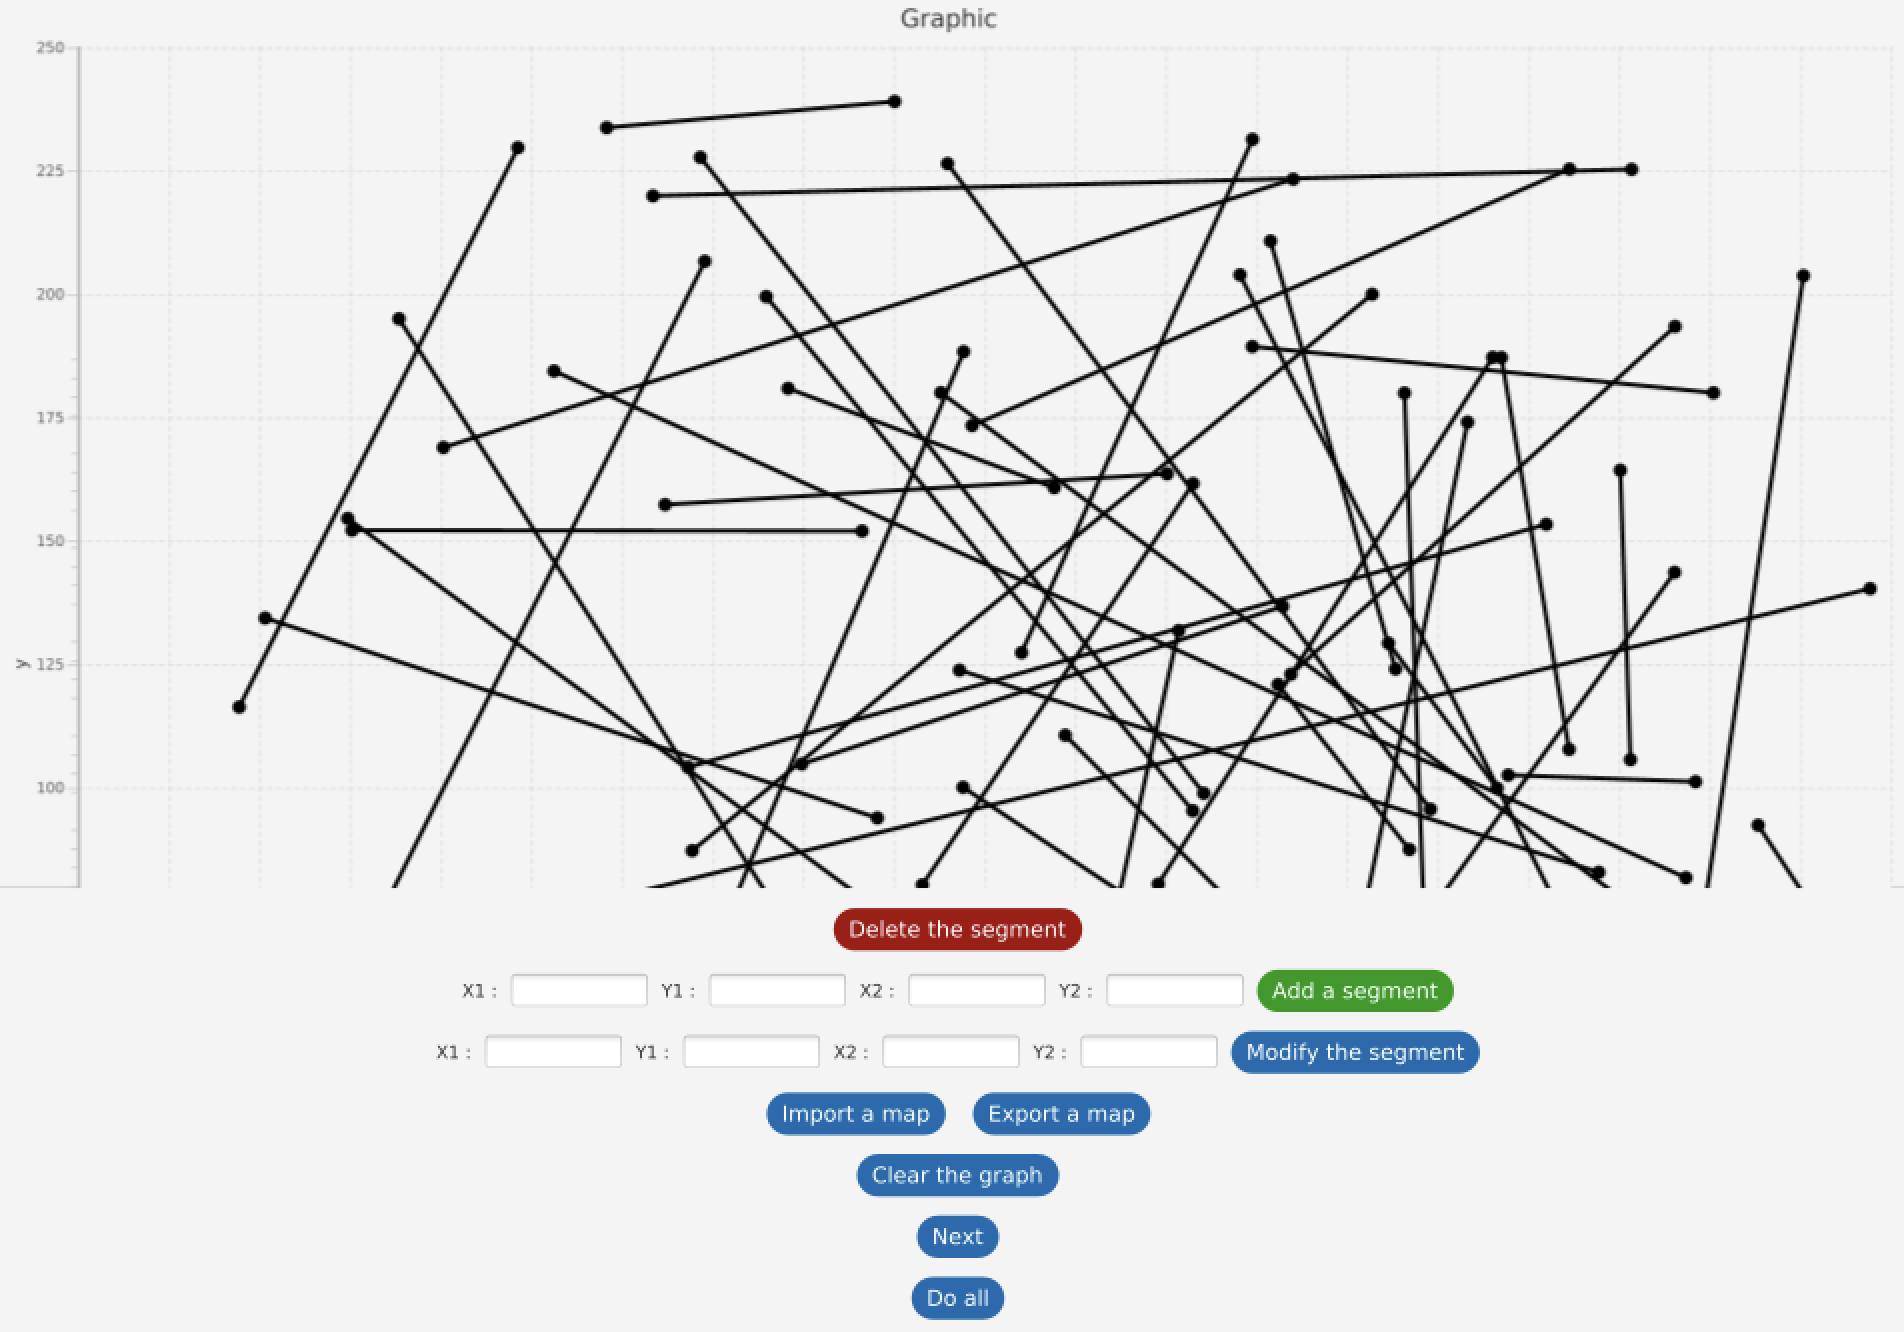 Graphic
250
225
200
175
150
y 125
100
Delete the segment
X1 : Y1 : X2 : Y2 : Add a segment
X1 : Y1 : X2 : Y2 : Modify the segment
Import a map Export a map
Clear the graph
Next
Do all